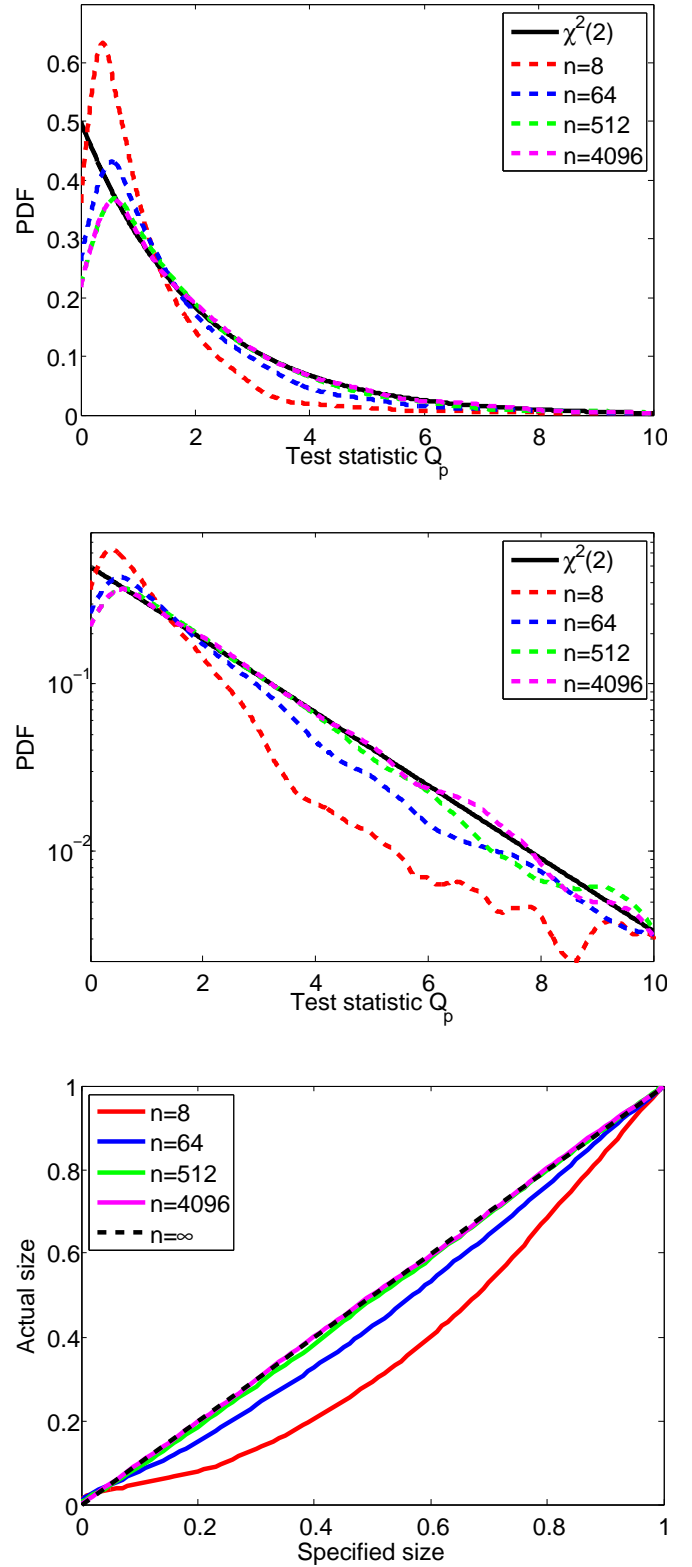 PDF
0.6
0.5
0.4
0.3
0.2
0.1
0
χ²(2)
n=8
n=64
n=512
n=4096
0 2 4 6 8 10
Test statistic Qₚ
PDF
10⁻¹
10⁻²
χ²(2)
n=8
n=64
n=512
n=4096
0 2 4 6 8 10
Test statistic Qₚ
Actual size
1
0.8
0.6
0.4
0.2
0
n=8
n=64
n=512
n=4096
n=∞
0 0.2 0.4 0.6 0.8 1
Specified size